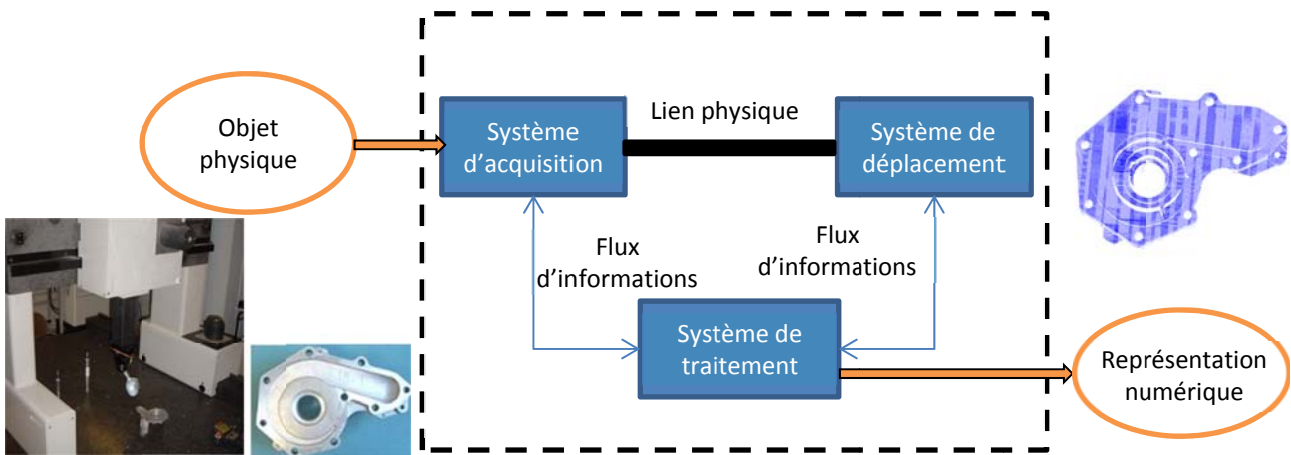 Objet
physique
Système
d'acquisition
Lien physique
Système de
déplacement
Flux
d'informations
Flux
d'informations
Système de
traitement
Représentation
numérique